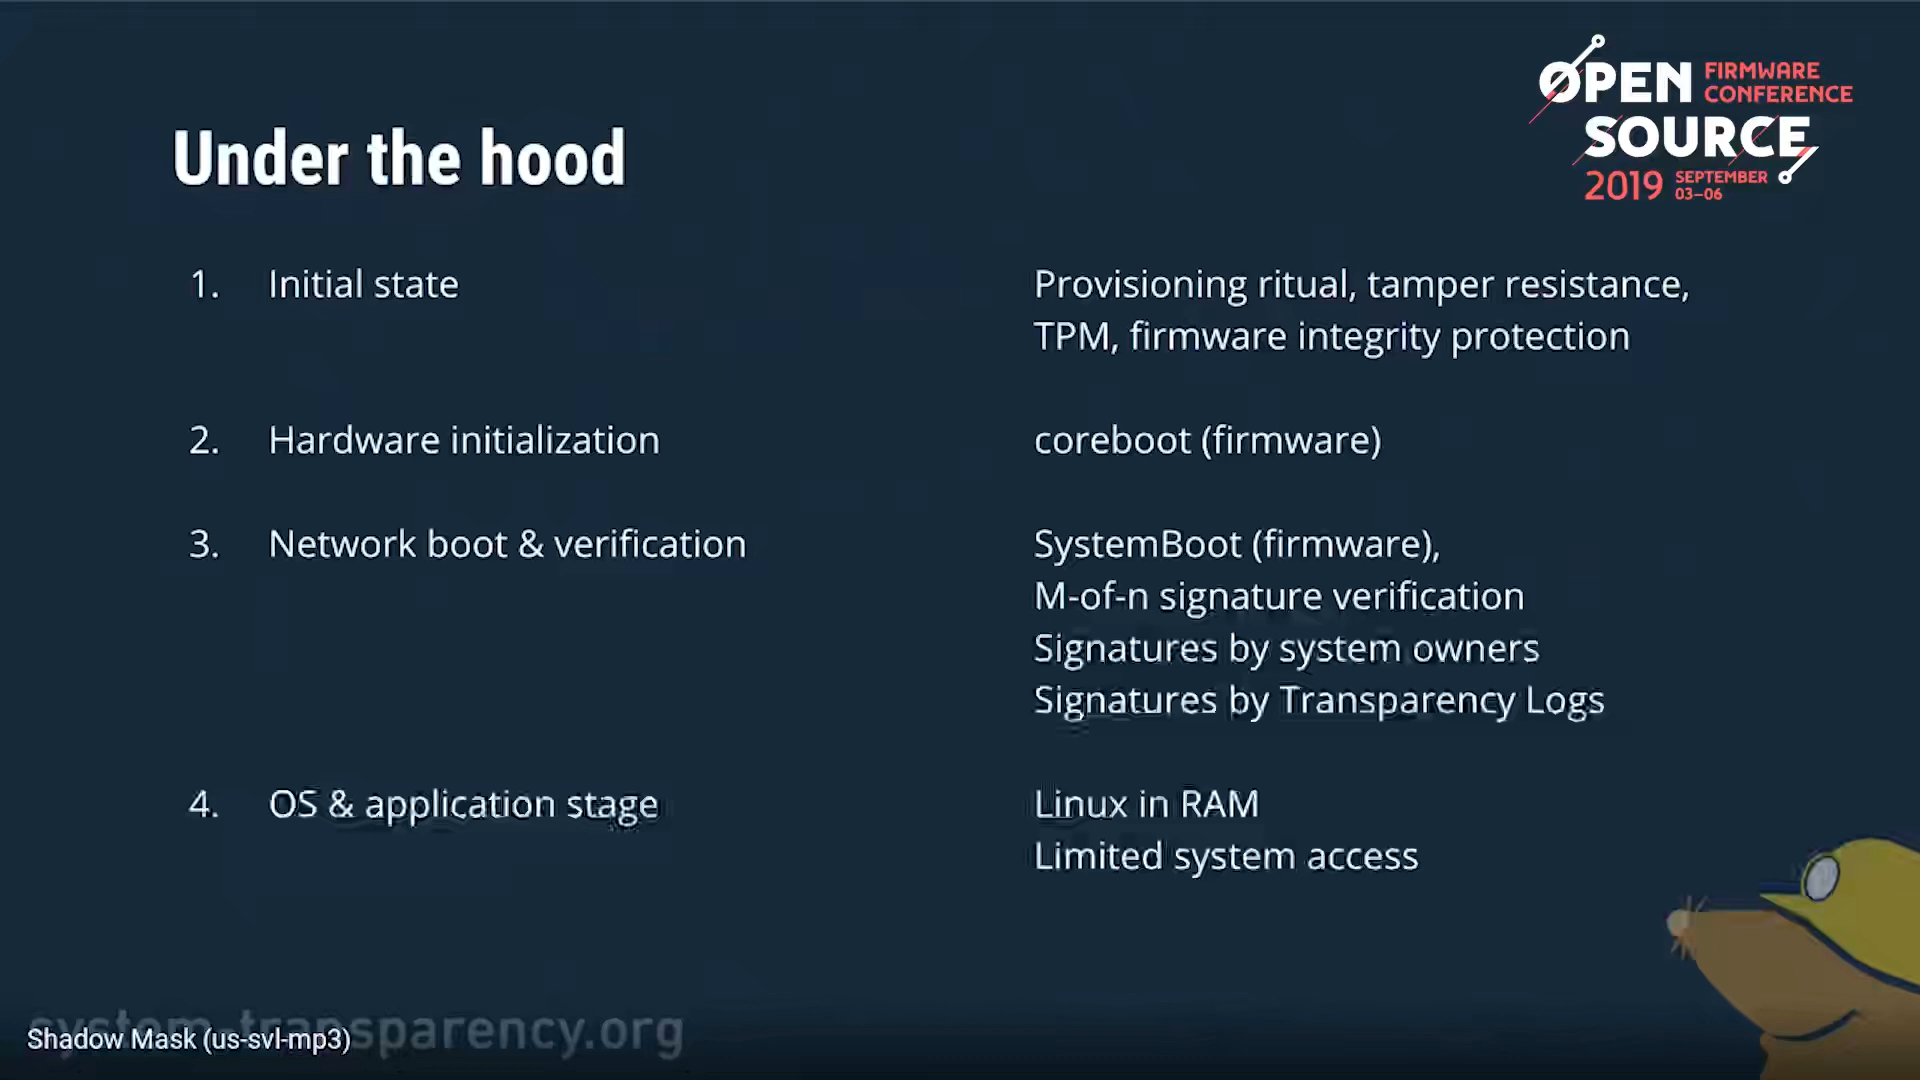 OPEN FIRMWARE
CONFERENCE
SOURCE
2019 SEPTEMBER
03–06
Under the hood
1. Initial state
Provisioning ritual, tamper resistance,
TPM, firmware integrity protection
2. Hardware initialization
coreboot (firmware)
3. Network boot & verification
SystemBoot (firmware),
M-of-n signature verification
Signatures by system owners
Signatures by Transparency Logs
4. OS & application stage
Linux in RAM
Limited system access
system-transparency.org
Shadow Mask (us-svl-mp3)